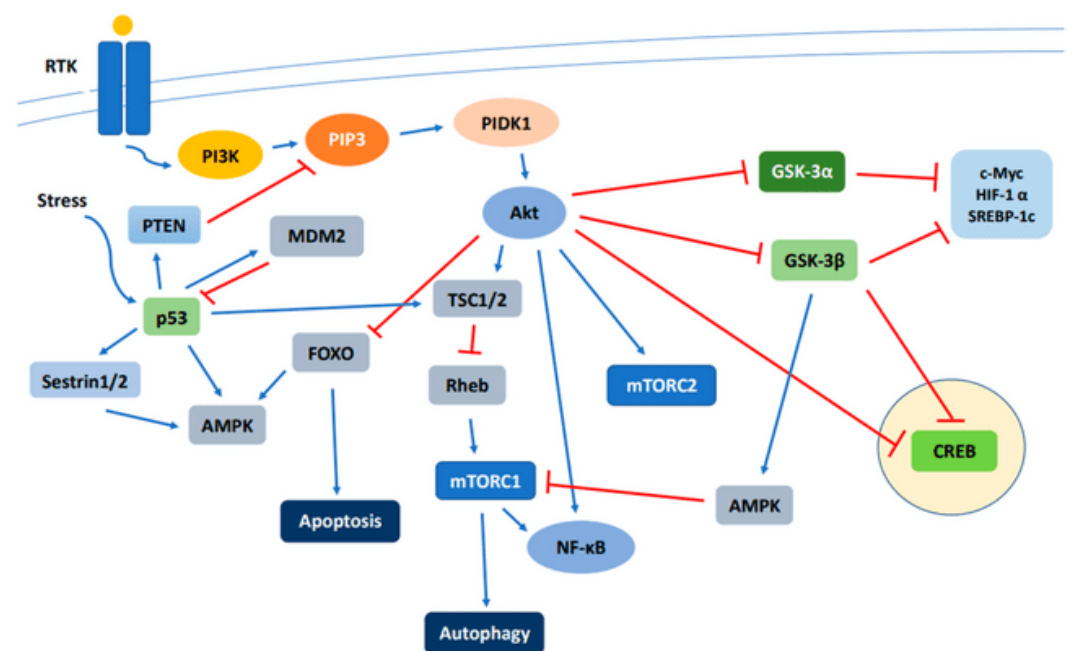 RTK
PI3K
PIP3
PIDK1
GSK-3α
c-Myc
HIF-1 α
SREBP-1c
Stress
PTEN
MDM2
Akt
GSK-3β
p53
TSC1/2
FOXO
Sestrin1/2
Rheb
mTORC2
AMPK
CREB
mTORC1
AMPK
Apoptosis
NF-κB
Autophagy